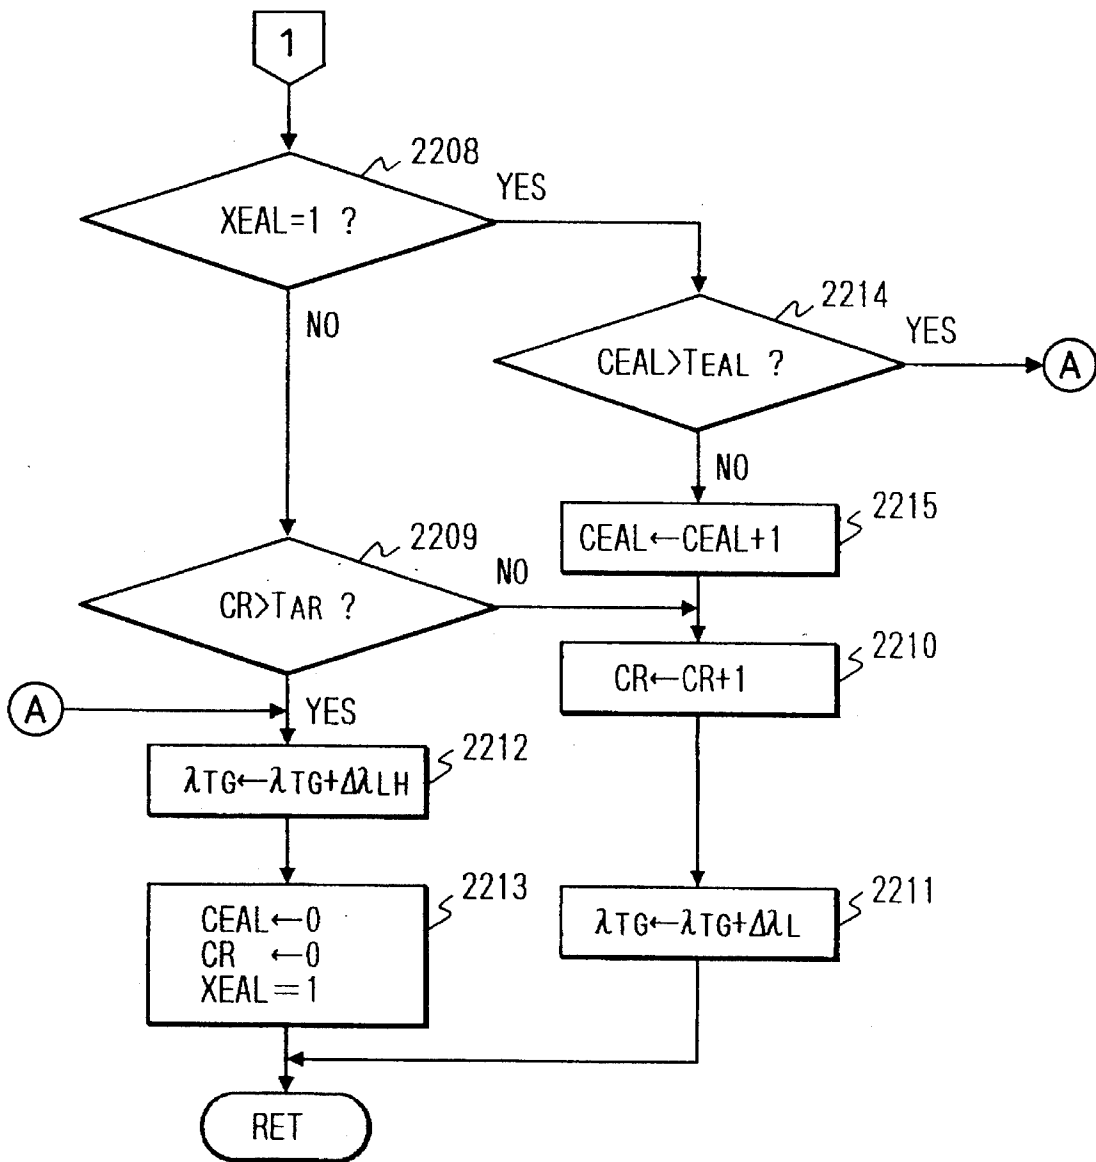 1
2208
XEAL=1 ?
YES
NO
2214
CEAL>TEAL ?
YES
A
NO
2215
CEAL←CEAL+1
2209
CR>TAR ?
NO
2210
CR←CR+1
A
YES
2212
λTG←λTG+ΔλLH
2213
CEAL←0
CR ←0
XEAL=1
2211
λTG←λTG+ΔλL
RET